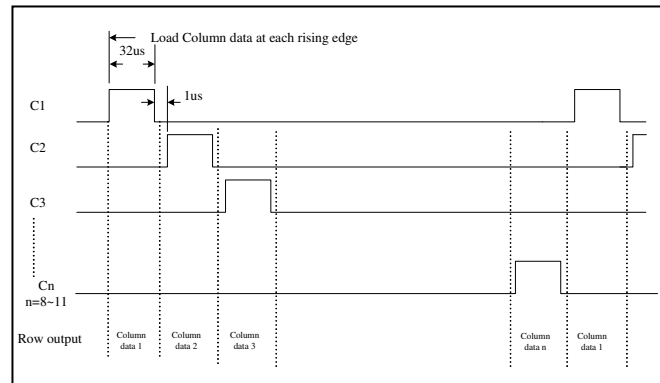 Load Column data at each rising edge
32us
1us
C1
C2
C3
Cn
n=8~11
Row output
Column
data 1
Column
data 2
Column
data 3
Column
data n
Column
data 1